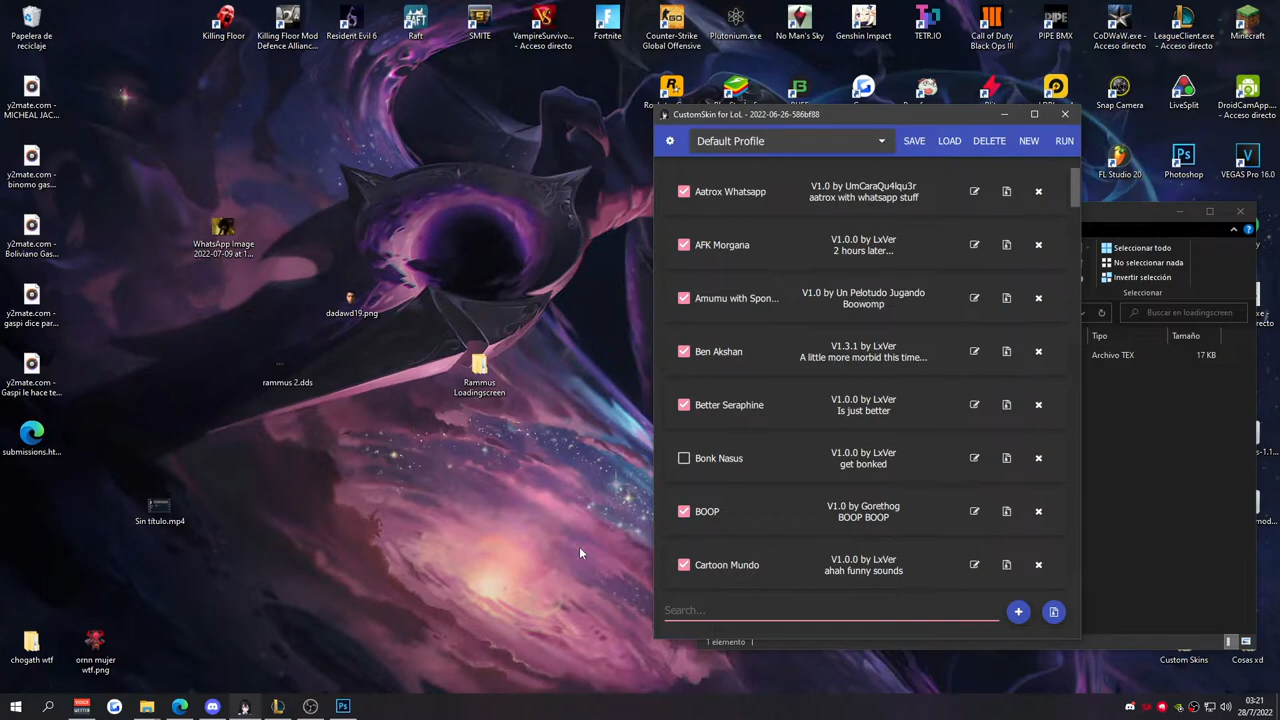 Papelera de
reciclaje
Killing Floor
Killing Floor Mod
Defence Allianc...
Resident Evil 6
Raft
SMITE
VampireSurvivo...
- Acceso directo
Fortnite
Counter-Strike
Global Offensive
Plutonium.exe
No Man's Sky
Genshin Impact
TETR.IO
Call of Duty
Black Ops III
PIPE BMX
CoDWaW.exe -
Acceso directo
LeagueClient.exe
- Acceso directo
Minecraft
y2mate.com -
MICHEAL JAC...
Snap Camera
LiveSplit
DroidCamApp...
CustomSkin for LoL - 2022-06-26-586bf88
Default Profile
SAVE
LOAD
DELETE
NEW
RUN
y2mate.com -
binomo gas...
FL Studio 20
Photoshop
VEGAS Pro 16.0
Aatrox Whatsapp
V1.0 by UmCaraQu4lqu3r
aatrox with whatsapp stuff
AFK Morgana
V1.0.0 by LxVer
2 hours later...
Amumu with Spon...
V1.0 by Un Pelotudo Jugando
Boowomp
Ben Akshan
V1.3.1 by LxVer
A little more morbid this time...
Better Seraphine
V1.0.0 by LxVer
Is just better
Bonk Nasus
V1.0.0 by LxVer
get bonked
BOOP
V1.0 by Gorethog
BOOP BOOP
Cartoon Mundo
V1.0.0 by LxVer
ahah funny sounds
Search...
Seleccionar todo
No seleccionar nada
Invertir selección
Seleccionar
Buscar en loadingscreen
Tipo
Tamaño
Archivo TEX
17 KB
1 elemento
y2mate.com -
Boliviano Gas...
WhatsApp Image
2022-07-09 at 1...
y2mate.com -
gaspi dice par...
dadawd19.png
y2mate.com -
Gaspi le hace te...
rammus 2.dds
Rammus
Loadingscreen
submissions.ht...
Sin título.mp4
chogath wtf
ornn mujer
wtf.png
Custom Skins
Cosas xd
03:21
28/7/2022